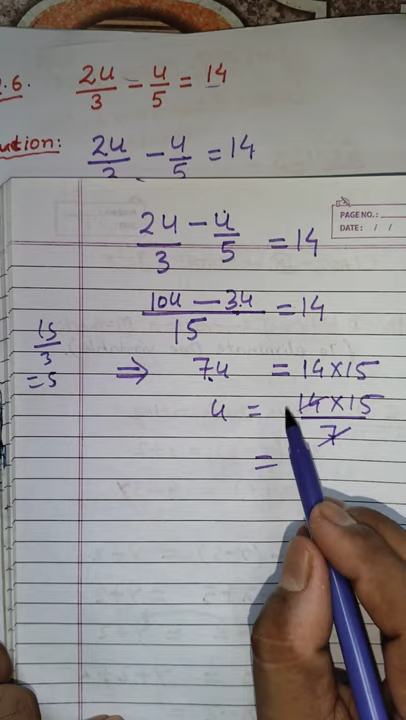 2.6. 2u/3 - u/5 = 14
ution: 2u/3 - u/5 = 14
PAGE NO.:
DATE: / /
2u/3 - u/5 = 14
(10u - 3u)/15 = 14
15/3 = 5
⇒ 7u = 14×15
u = 14×15/7
=